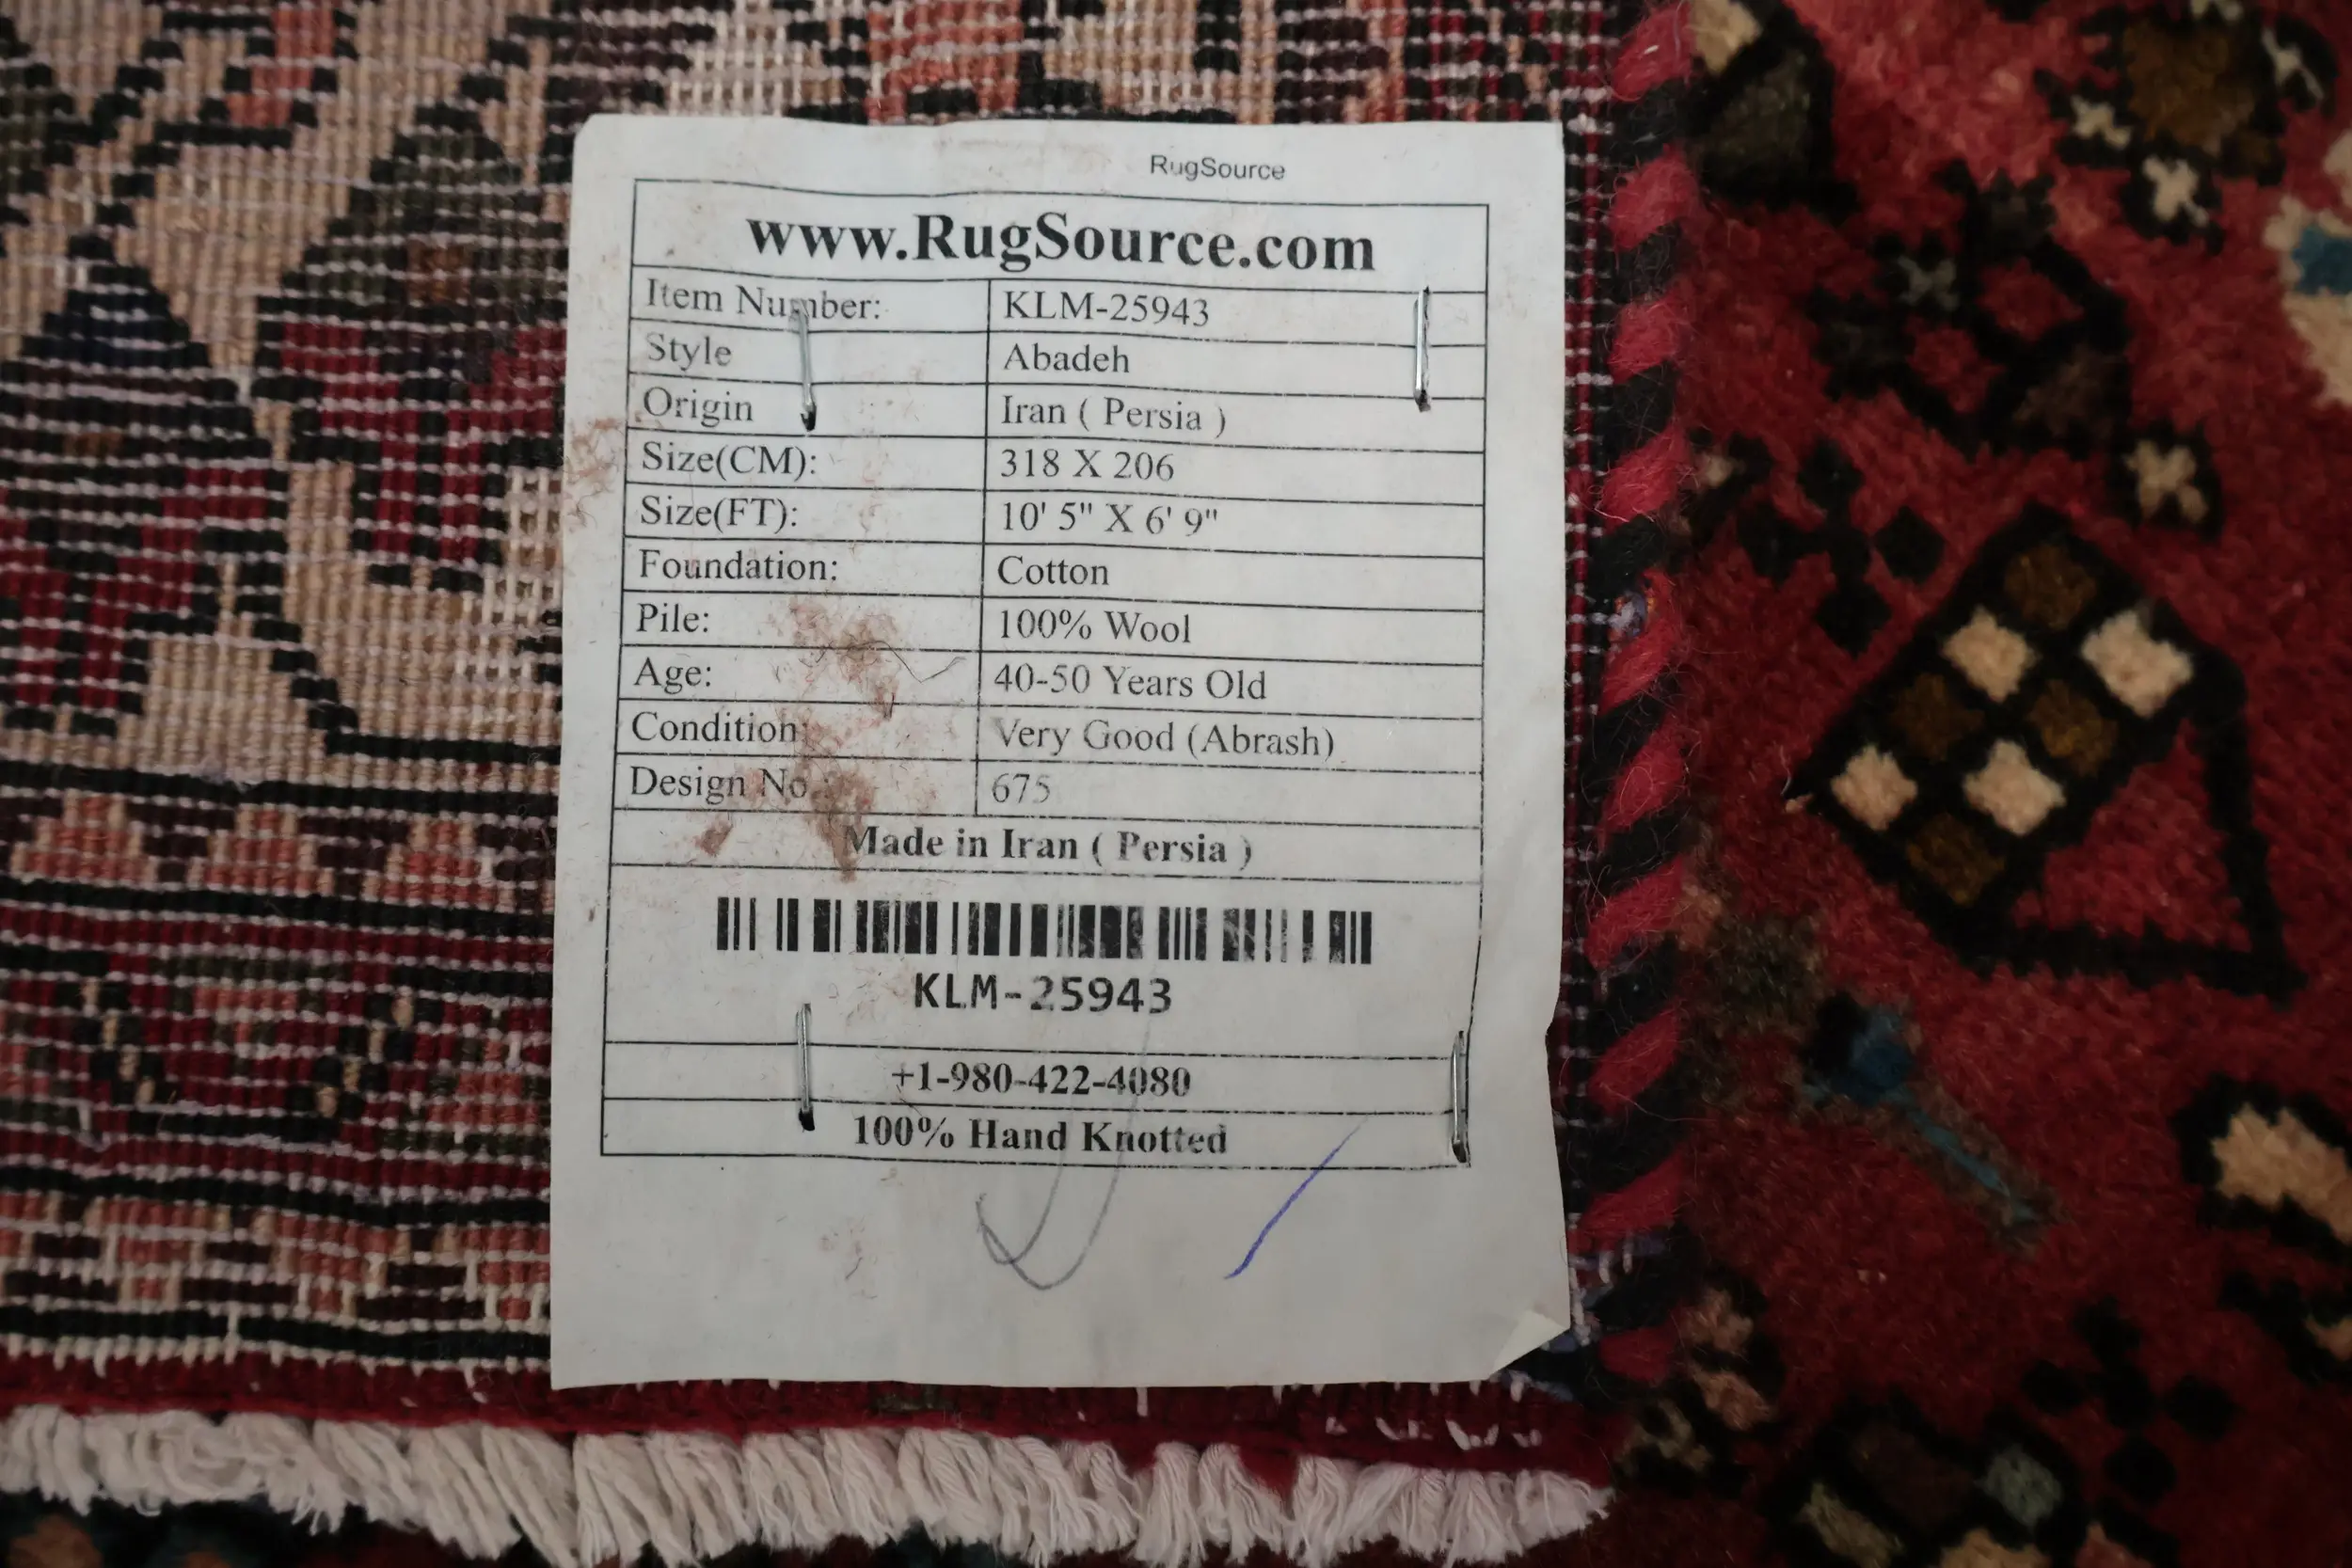 RugSource
www.RugSource.com
Item Number: KLM-25943
Style Abadeh
Origin Iran ( Persia )
Size(CM): 318 X 206
Size(FT): 10' 5" X 6' 9"
Foundation: Cotton
Pile: 100% Wool
Age: 40-50 Years Old
Condition: Very Good (Abrash)
Design No.: 675
Made in Iran ( Persia )
KLM-25943
+1-980-422-4080
100% Hand Knotted